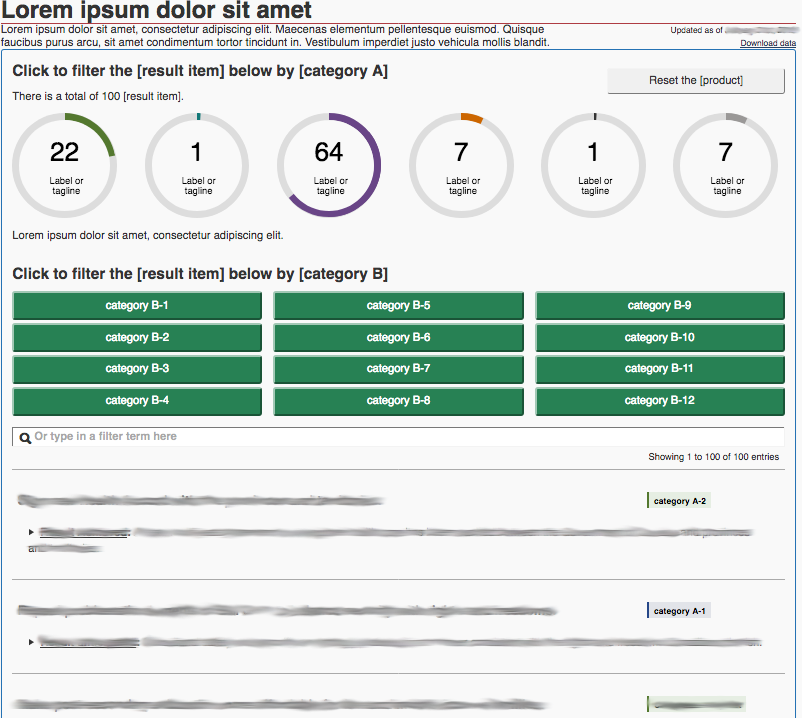 Lorem ipsum dolor sit amet
Lorem ipsum dolor sit amet, consectetur adipiscing elit. Maecenas elementum pellentesque euismod. Quisque
faucibus purus arcu, sit amet condimentum tortor tincidunt in. Vestibulum imperdiet justo vehicula mollis blandit.
Updated as of
Download data
Click to filter the [result item] below by [category A]
Reset the [product]
There is a total of 100 [result item].
22 1 64 7 1 7
Label or Label or Label or Label or Label or Label or
tagline tagline tagline tagline tagline tagline
Lorem ipsum dolor sit amet, consectetur adipiscing elit.
Click to filter the [result item] below by [category B]
category B-1 category B-5 category B-9
category B-2 category B-6 category B-10
category B-3 category B-7 category B-11
category B-4 category B-8 category B-12
Or type in a filter term here
Showing 1 to 100 of 100 entries
category A-2
category A-1